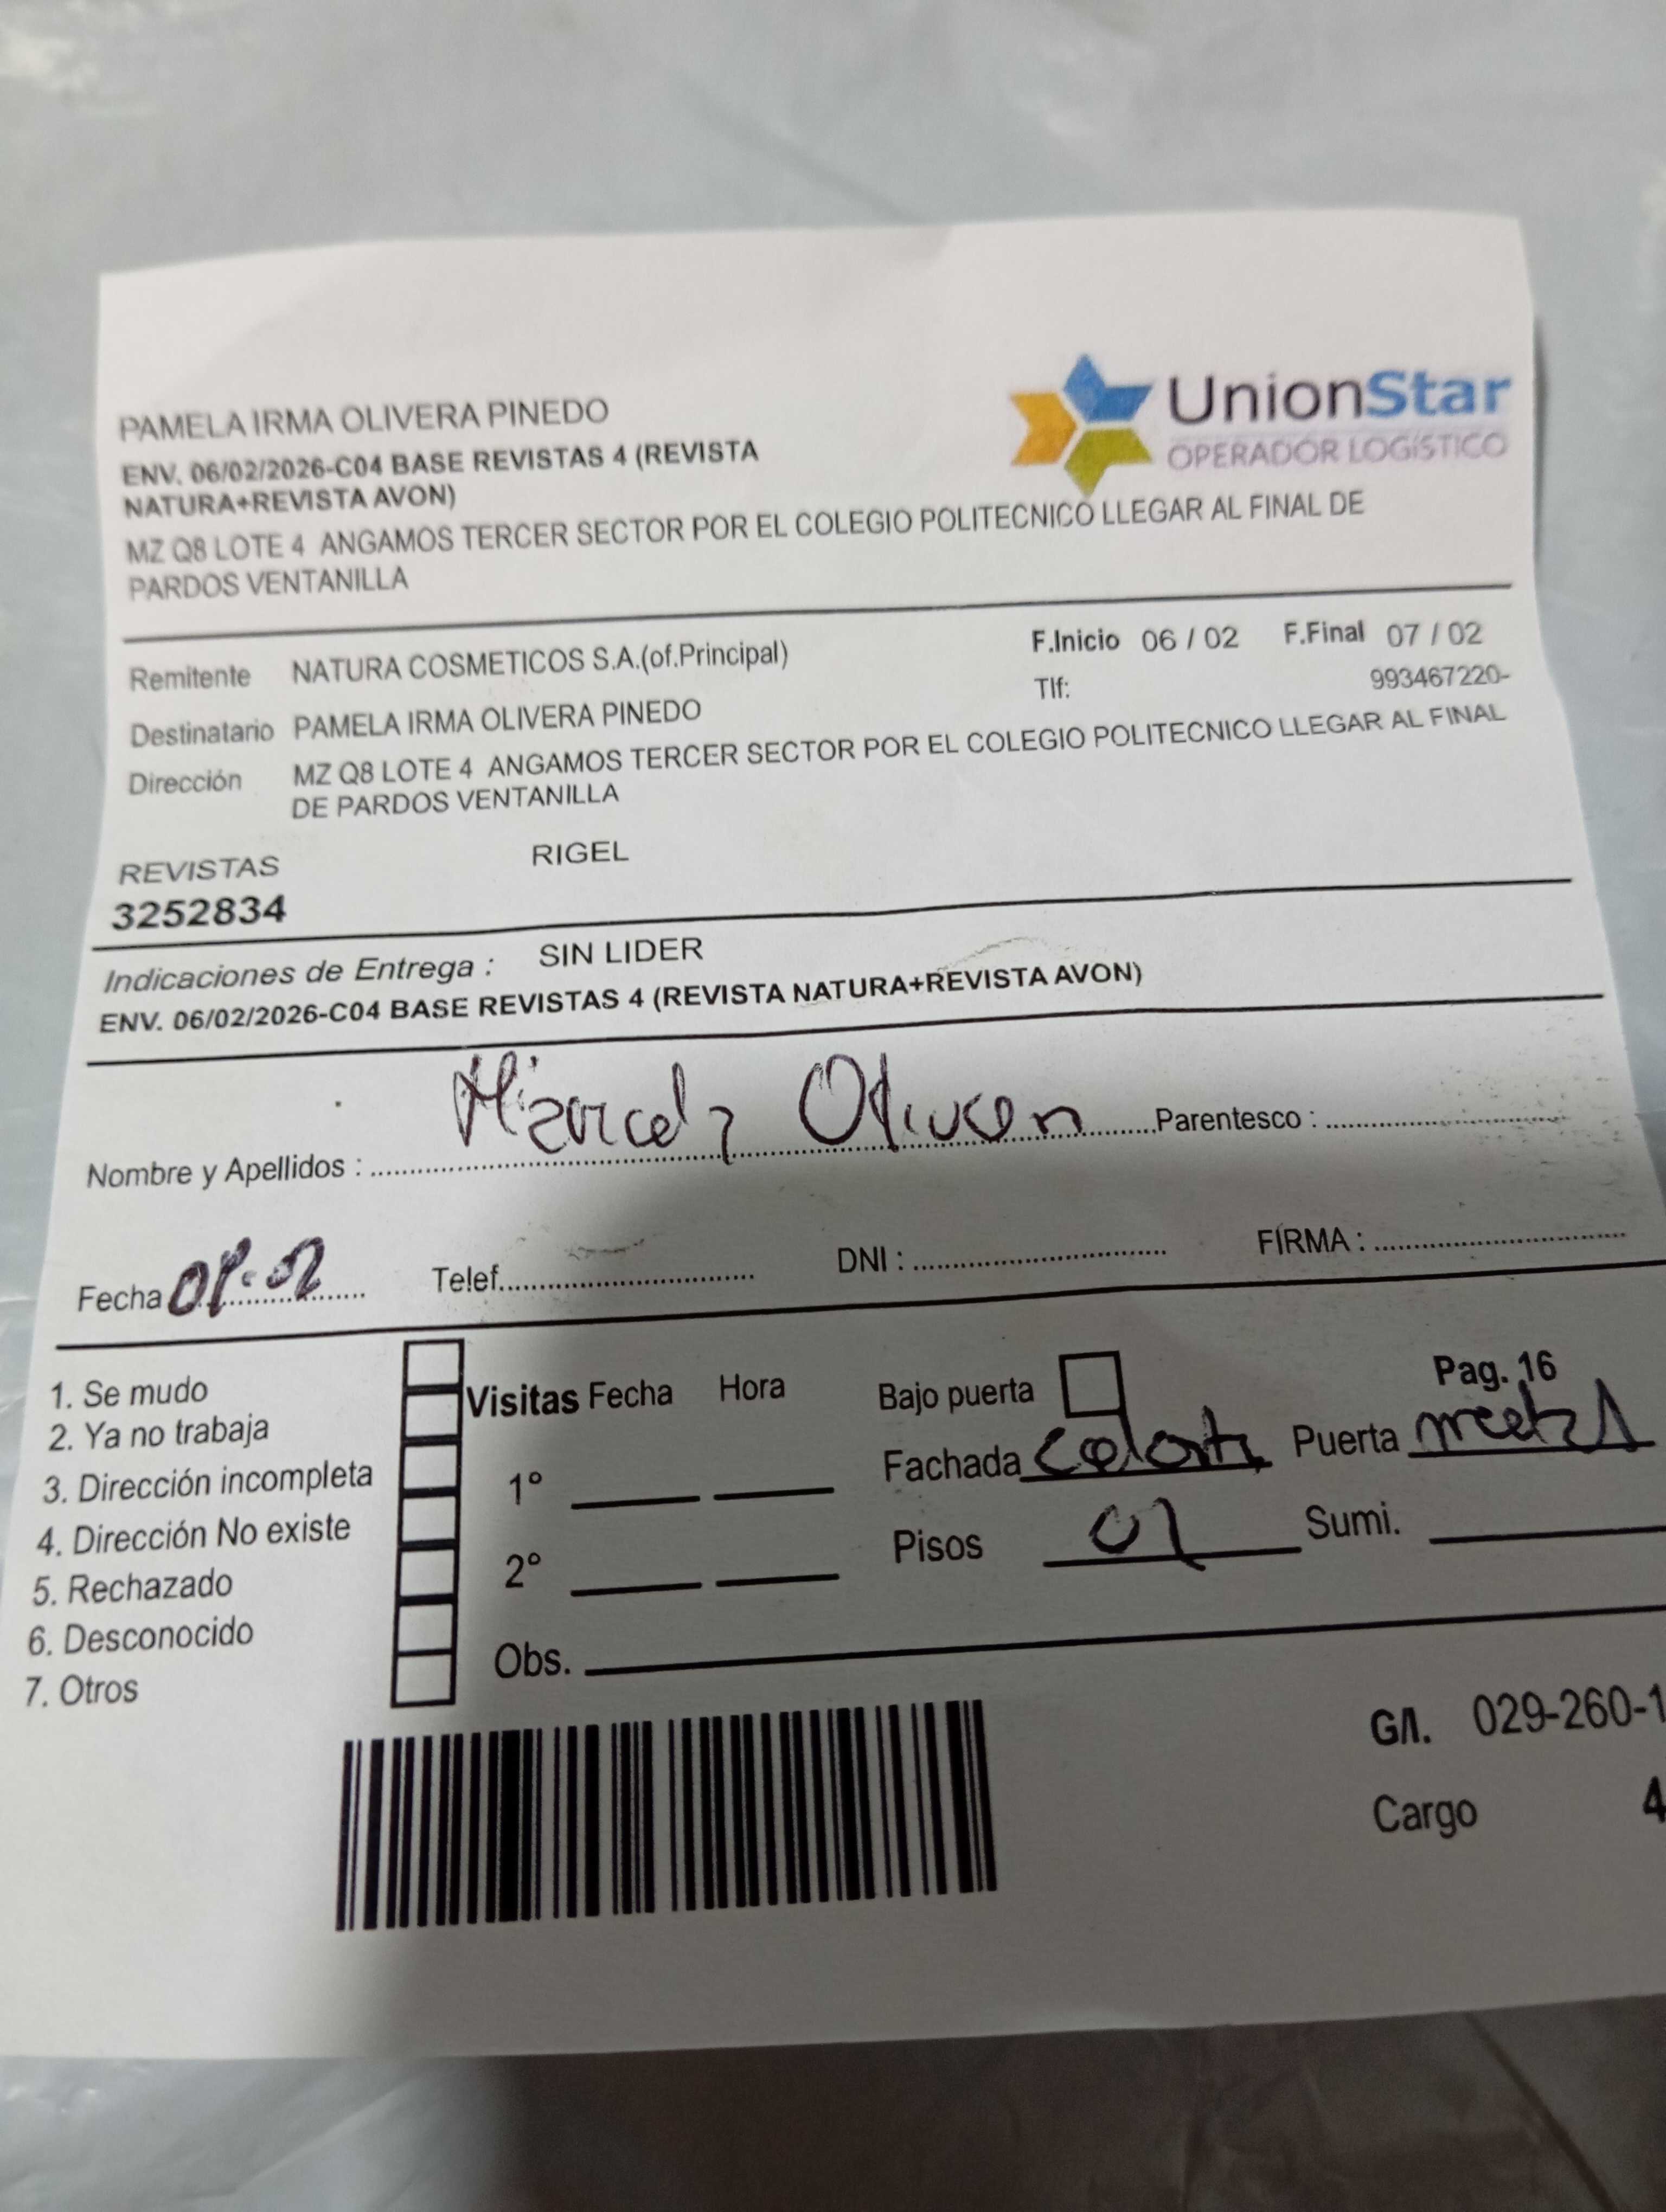 PAMELA IRMA OLIVERA PINEDO
UnionStar
OPERADOR LOGíSTICO
ENV. 06/02/2026-C04 BASE REVISTAS 4 (REVISTA
NATURA+REVISTA AVON)
MZ Q8 LOTE 4 ANGAMOS TERCER SECTOR POR EL COLEGIO POLITECNICO LLEGAR AL FINAL DE
PARDOS VENTANILLA
Remitente NATURA COSMETICOS S.A.(of.Principal) F.Inicio 06 / 02 F.Final 07 / 02
Tlf: 993467220-
Destinatario PAMELA IRMA OLIVERA PINEDO
Dirección MZ Q8 LOTE 4 ANGAMOS TERCER SECTOR POR EL COLEGIO POLITECNICO LLEGAR AL FINAL
DE PARDOS VENTANILLA
REVISTAS RIGEL
3252834
Indicaciones de Entrega : SIN LIDER
ENV. 06/02/2026-C04 BASE REVISTAS 4 (REVISTA NATURA+REVISTA AVON)
Nombre y Apellidos : Parentesco :
Fecha Telef. DNI : FIRMA :
1. Se mudo
2. Ya no trabaja
3. Dirección incompleta
4. Dirección No existe
5. Rechazado
6. Desconocido
7. Otros
Visitas Fecha Hora
1°
2°
Obs.
Bajo puerta Pag. 16
Fachada Puerta
Pisos 02 Sumi.
G/I. 029-260-1
Cargo 4